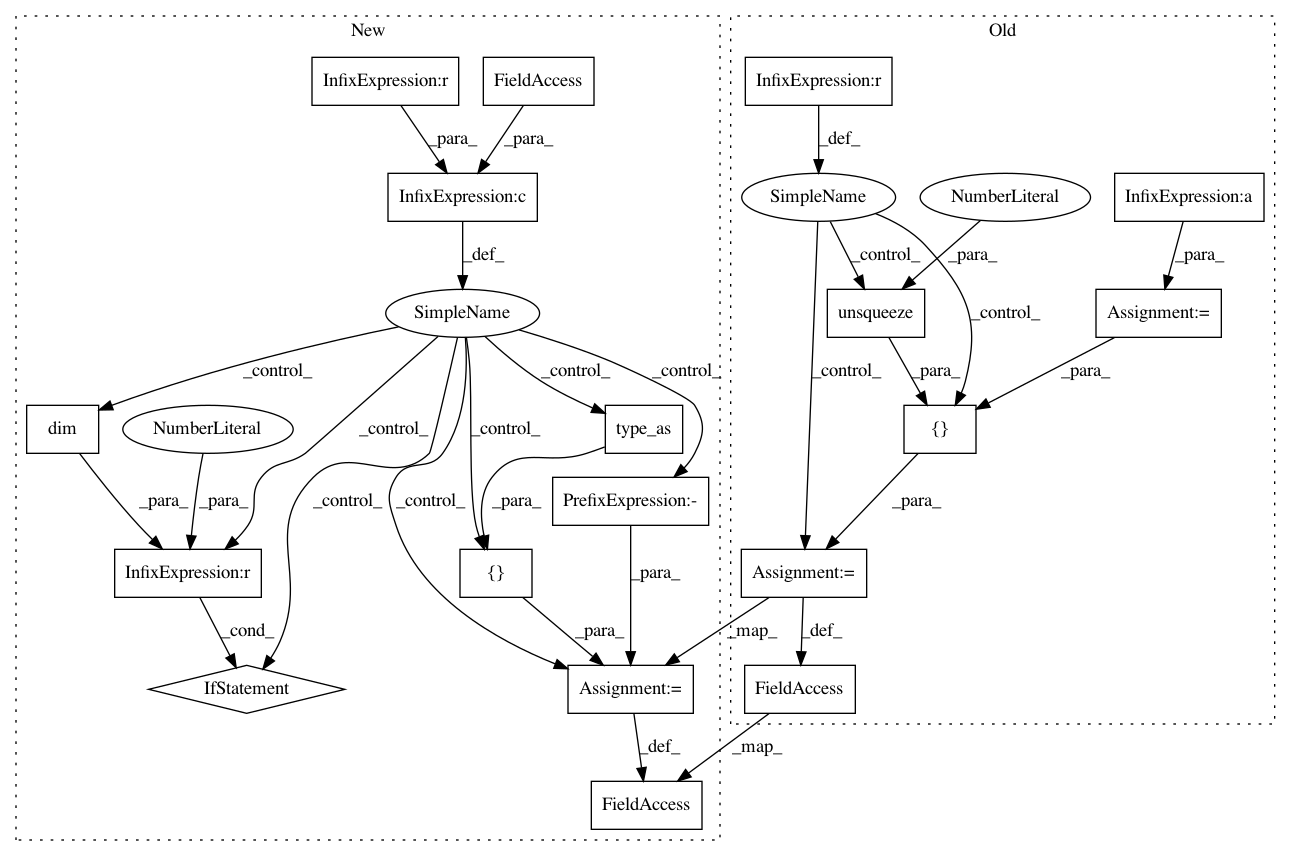 New
Old
InfixExpression:r
FieldAccess
InfixExpression:r
_para_
_para_
_def_
InfixExpression:c
SimpleName
NumberLiteral
InfixExpression:a
_def_
_control_
_para_
_para_
SimpleName
unsqueeze
_control_
Assignment:=
_control_
_control_
_control_
_control_
_para_
_para_
dim
NumberLiteral
_control_
_control_
type_as
{}
_para_
_para_
_control_
_control_
_para_
PrefixExpression:-
_para_
InfixExpression:r
{}
_para_
Assignment:=
_cond_
_para_
_map_
_def_
IfStatement
Assignment:=
FieldAccess
_def_
_map_
FieldAccess